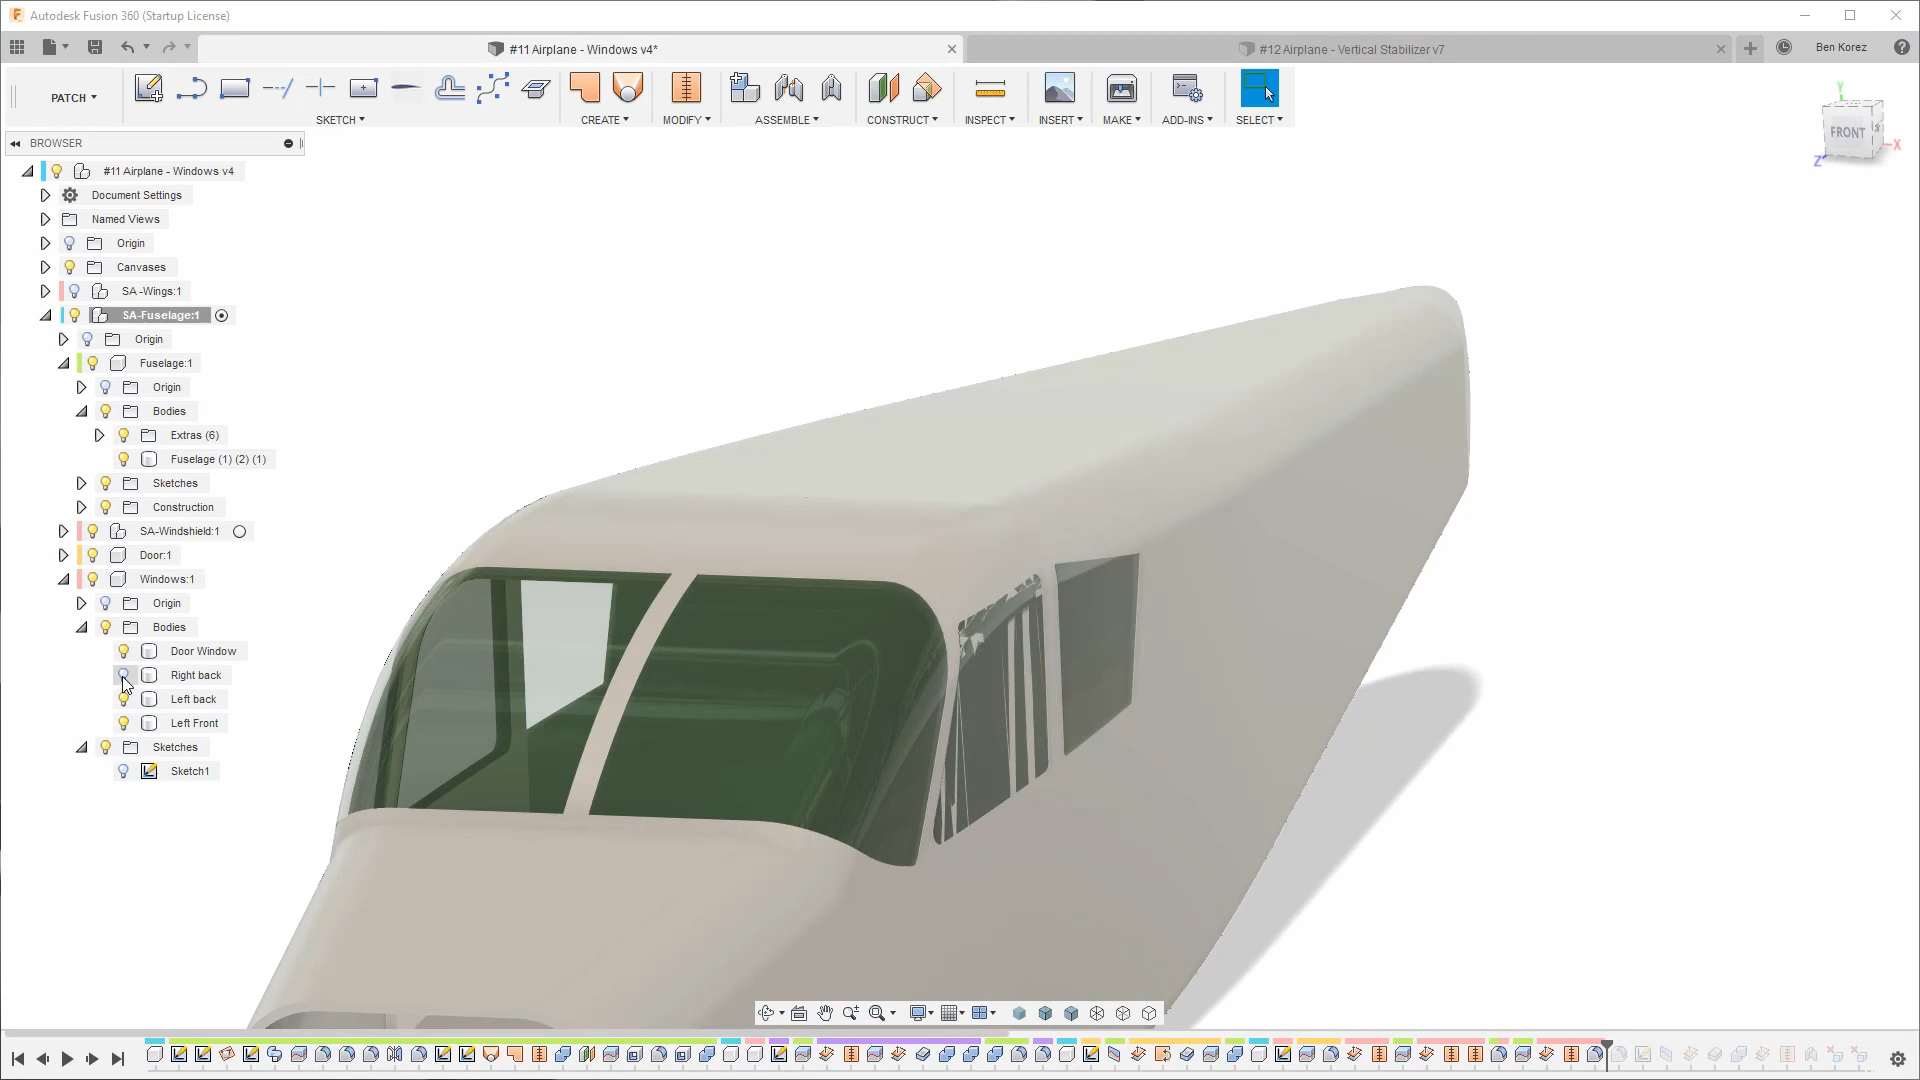 Autodesk Fusion 360 (Startup License)
#11 Airplane - Windows v4*
#12 Airplane - Vertical Stabilizer v7
Ben Korez
PATCH
SKETCH
CREATE
MODIFY
ASSEMBLE
CONSTRUCT
INSPECT
INSERT
MAKE
ADD-INS
SELECT
Y
FRONT
X
Z
BROWSER
#11 Airplane - Windows v4
Document Settings
Named Views
Origin
Canvases
SA -Wings:1
SA-Fuselage:1
Origin
Fuselage:1
Origin
Bodies
Extras (6)
Fuselage (1) (2) (1)
Sketches
Construction
SA-Windshield:1
Door:1
Windows:1
Origin
Bodies
Door Window
Right back
Left back
Left Front
Sketches
Sketch1